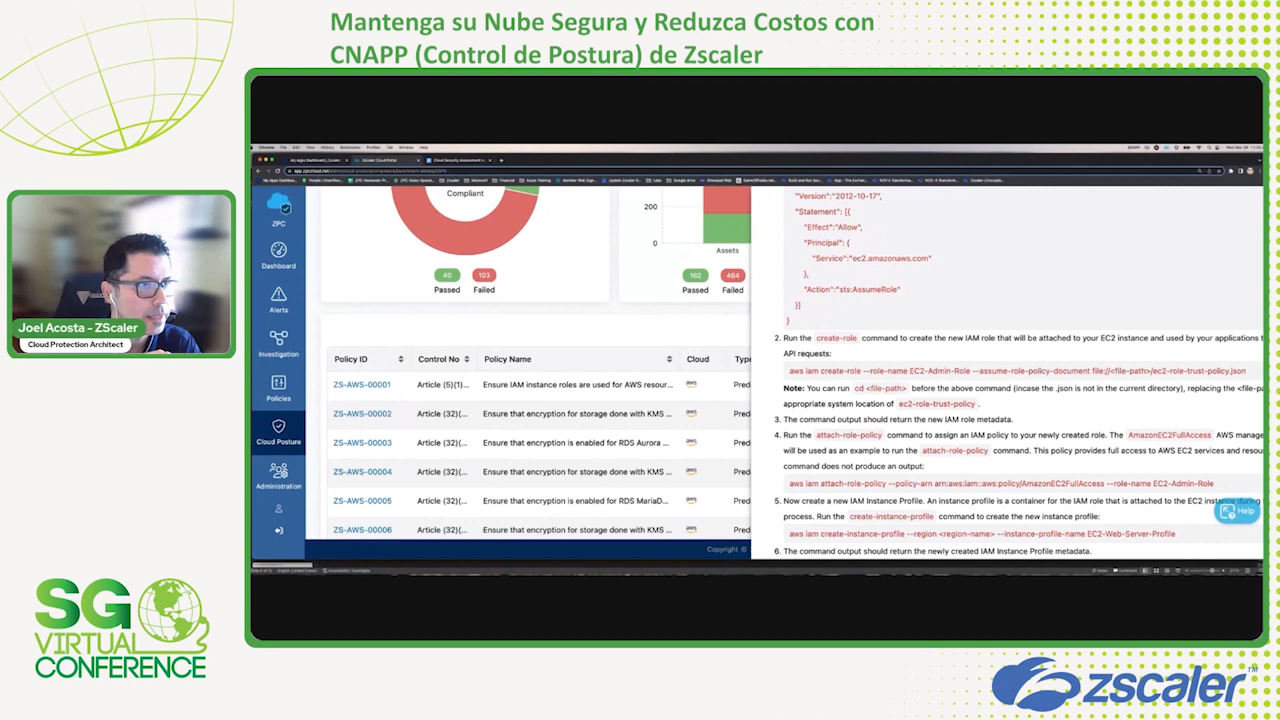 Mantenga su Nube Segura y Reduzca Costos con
CNAPP (Control de Postura) de Zscaler
Joel Acosta - ZScaler
Cloud Protection Architect
SG
VIRTUAL
CONFERENCE
zscaler™
ZPC
Dashboard
Alerts
Investigation
Policies
Cloud Posture
Administration
Compliant
40
103
Passed
Failed
200
0
Assets
162
464
Passed
Failed
Policy ID
Control No
Policy Name
Cloud
Type
ZS-AWS-00001
Article (5)(1)...
Ensure IAM instance roles are used for AWS resour...
aws
Pred
ZS-AWS-00002
Article (32)(...
Ensure that encryption for storage done with KMS ...
aws
Pred
ZS-AWS-00003
Article (32)(...
Ensure that encryption is enabled for RDS Aurora ...
aws
Pred
ZS-AWS-00004
Article (32)(...
Ensure that encryption for storage done with KMS ...
aws
Pred
ZS-AWS-00005
Article (32)(...
Ensure that encryption is enabled for RDS MariaD...
aws
Pred
ZS-AWS-00006
Article (32)(...
Ensure that encryption for storage done with KMS ...
aws
Pred
Copyright ©
"Version":"2012-10-17",
"Statement": [{
"Effect":"Allow",
"Principal": {
"Service":"ec2.amazonaws.com"
},
"Action":"sts:AssumeRole"
}]
}
2. Run the create-role command to create the new IAM role that will be attached to your EC2 instance and used by your applications t
API requests:
aws iam create-role --role-name EC2-Admin-Role --assume-role-policy-document file://<file-path>/ec2-role-trust-policy.json
Note: You can run cd <file-path> before the above command (incase the .json is not in the current directory), replacing the <file-pa
appropriate system location of ec2-role-trust-policy .
3. The command output should return the new IAM role metadata.
4. Run the attach-role-policy command to assign an IAM policy to your newly created role. The AmazonEC2FullAccess AWS manage
will be used as an example to run the attach-role-policy command. This policy provides full access to AWS EC2 services and resou
command does not produce an output:
aws iam attach-role-policy --policy-arn arn:aws:iam::aws:policy/AmazonEC2FullAccess --role-name EC2-Admin-Role
5. Now create a new IAM Instance Profile. An instance profile is a container for the IAM role that is attached to the EC2 instance during
process. Run the create-instance-profile command to create the new instance profile:
aws iam create-instance-profile --region <region-name> --instance-profile-name EC2-Web-Server-Profile
6. The command output should return the newly created IAM Instance Profile metadata.
Help